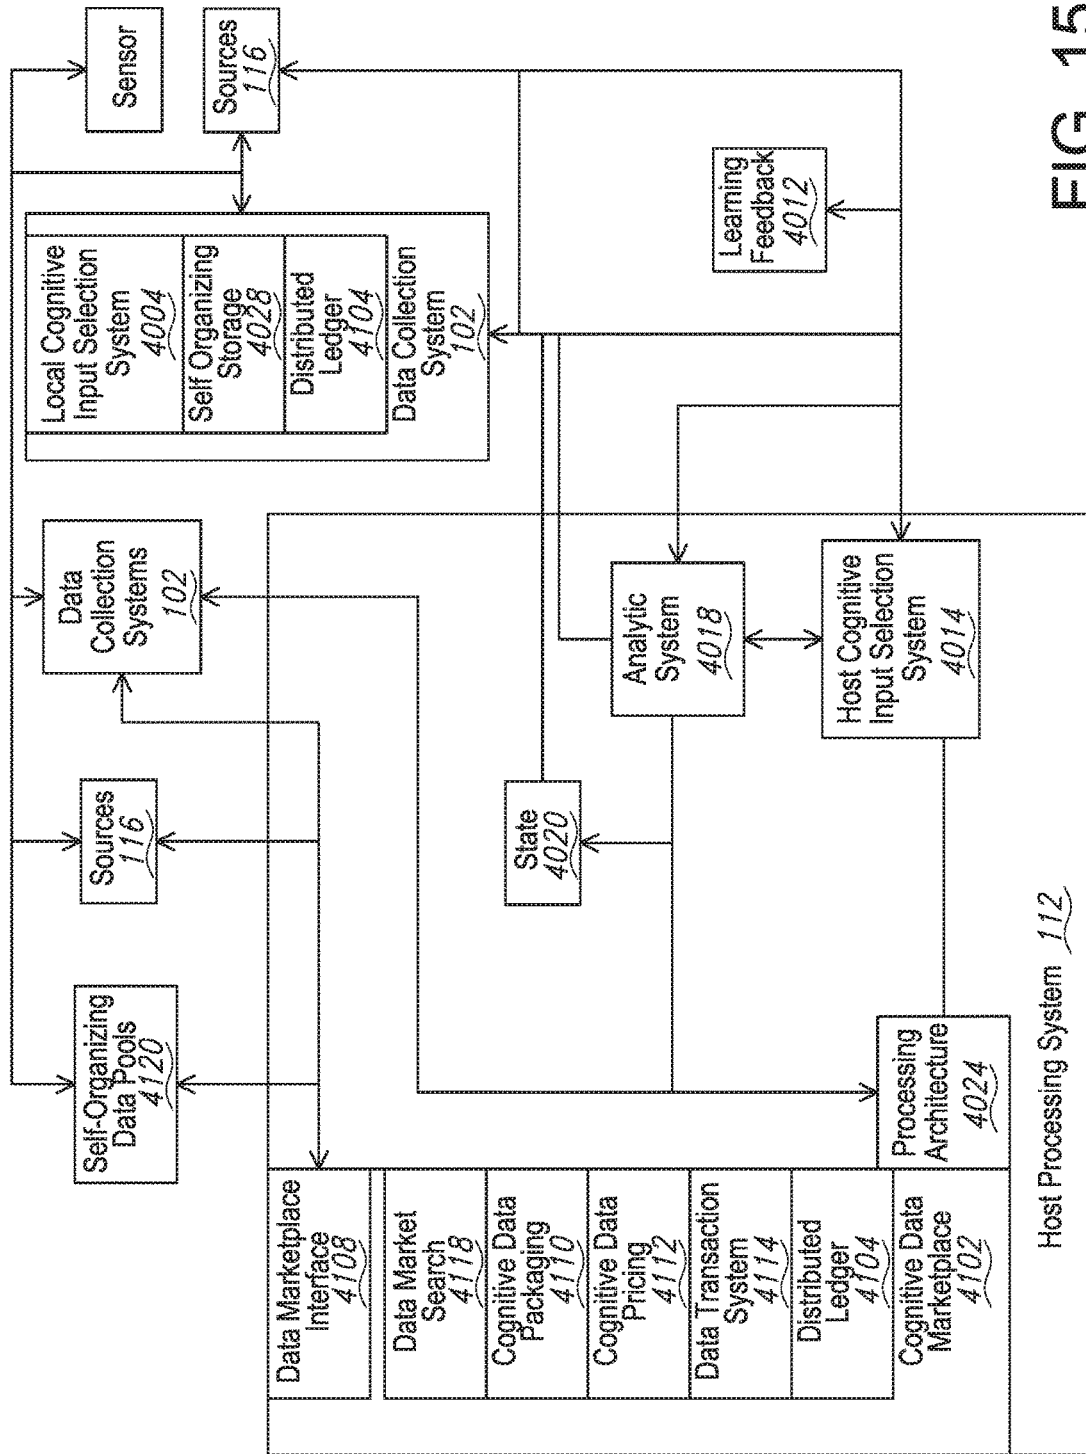 Sensor
Sources
116
Local Cognitive
Input Selection
System
4004
Self Organizing
Storage
4028
Distributed
Ledger
4104
Data Collection
System
102
Learning
Feedback
4012
Data
Collection
Systems
102
Analytic
System
4018
Host Cognitive
Input Selection
System
4014
Sources
116
State
4020
Self-Organizing
Data Pools
4120
Processing
Architecture
4024
Data Marketplace
Interface
4108
Data Market
Search
4118
Cognitive Data
Packaging
4110
Cognitive Data
Pricing
4112
Data Transaction
System
4114
Distributed
Ledger
4104
Cognitive Data
Marketplace
4102
Host Processing System 112
FIG. 15